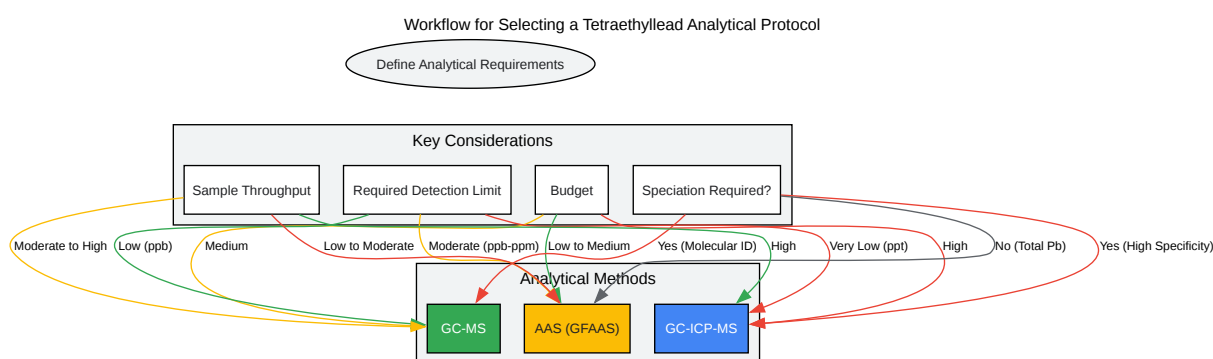 Workflow for Selecting a Tetraethyllead Analytical Protocol
Define Analytical Requirements
Key Considerations
Sample Throughput
Required Detection Limit
Budget
Speciation Required?
Moderate to High
Low (ppb)
Medium
Low to Moderate
Moderate (ppb-ppm)
Low to Medium
Yes (Molecular ID)
High
Very Low (ppt)
High
No (Total Pb)
Yes (High Specificity)
Analytical Methods
GC-MS
AAS (GFAAS)
GC-ICP-MS